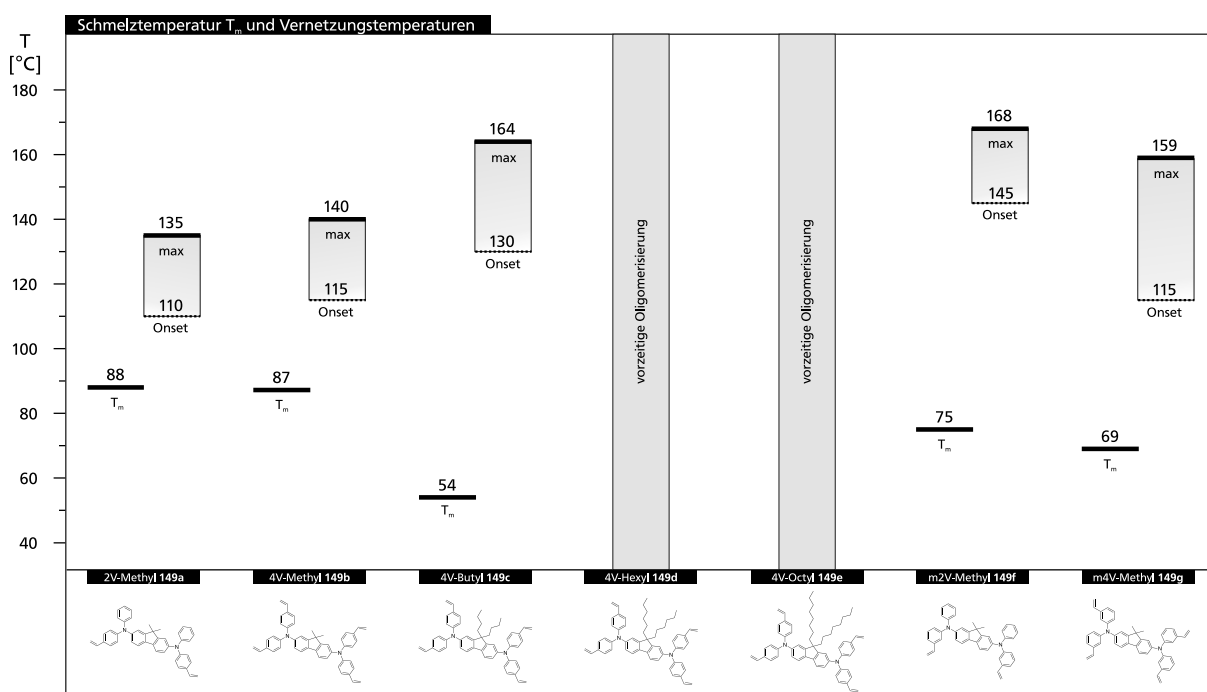 Schmelztemperatur Tm und Vernetzungstemperaturen
T
[°C]
180
160
140
120
100
80
60
40
88
Tm
135
max
110
Onset
87
Tm
140
max
115
Onset
54
Tm
164
max
130
Onset
vorzeitige Oligomerisierung
vorzeitige Oligomerisierung
75
Tm
168
max
145
Onset
69
Tm
159
max
115
Onset
2V-Methyl 149a
4V-Methyl 149b
4V-Butyl 149c
4V-Hexyl 149d
4V-Octyl 149e
m2V-Methyl 149f
m4V-Methyl 149g
N
N
N
N
N
N
N
N
N
N
N
N
N
N